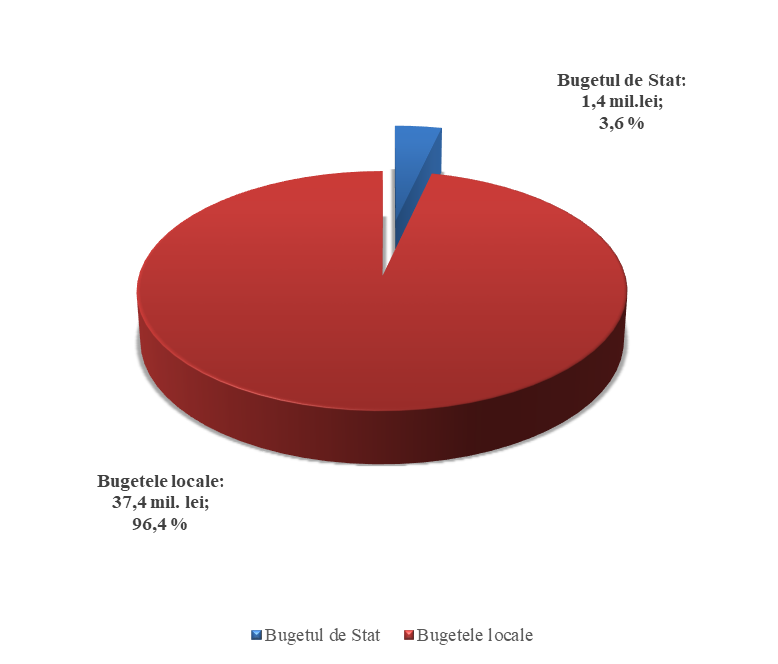 Bugetul de Stat:
1,4 mil.lei;
3,6 %
Bugetele locale:
37,4 mil. lei;
96,4 %
Bugetul de Stat
Bugetele locale